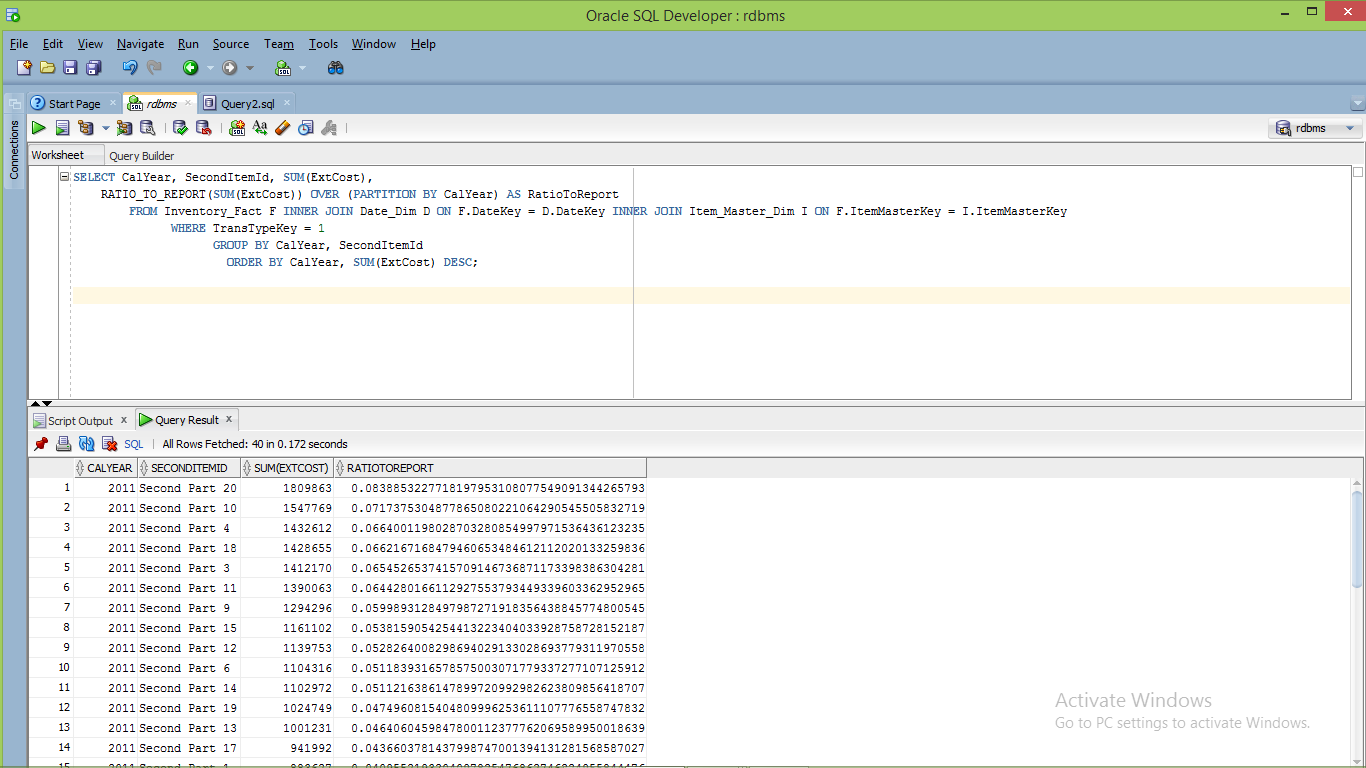 Oracle SQL Developer : rdbms
File Edit View Navigate Run Source Team Tools Window Help
Start Page rdbms Query2.sql
rdbms
Connections
Worksheet Query Builder
SELECT CalYear, SecondItemId, SUM(ExtCost),
RATIO_TO_REPORT(SUM(ExtCost)) OVER (PARTITION BY CalYear) AS RatioToReport
FROM Inventory_Fact F INNER JOIN Date_Dim D ON F.DateKey = D.DateKey INNER JOIN Item_Master_Dim I ON F.ItemMasterKey = I.ItemMasterKey
WHERE TransTypeKey = 1
GROUP BY CalYear, SecondItemId
ORDER BY CalYear, SUM(ExtCost) DESC;
Script Output x Query Result x
SQL | All Rows Fetched: 40 in 0.172 seconds
CALYEAR SECONDITEMID SUM(EXTCOST) RATIOTOREPORT
1 2011 Second Part 20 1809863 0.0838853227718197953108077549091344265793
2 2011 Second Part 10 1547769 0.0717375304877865080221064290545505832719
3 2011 Second Part 4 1432612 0.0664001198028703280854997971536436123235
4 2011 Second Part 18 1428655 0.0662167168479460653484612112020133259836
5 2011 Second Part 3 1412170 0.0654526537415709146736871173398386304281
6 2011 Second Part 11 1390063 0.0644280166112927553793449339603362952965
7 2011 Second Part 9 1294296 0.0599893128497987271918356438845774800545
8 2011 Second Part 15 1161102 0.0538159054254413223404033928758728152187
9 2011 Second Part 12 1139753 0.0528264008298694029133028693779311970558
10 2011 Second Part 6 1104316 0.0511839316578575003071779337277107125912
11 2011 Second Part 14 1102972 0.0511216386147899720992982623809856418707
12 2011 Second Part 19 1024749 0.0474960815404809996253611107776558747832
13 2011 Second Part 13 1001231 0.0464060459847800112377762069589950018639
14 2011 Second Part 17 941992 0.0436603781437998747001394131281568587027
Activate Windows
Go to PC settings to activate Windows.